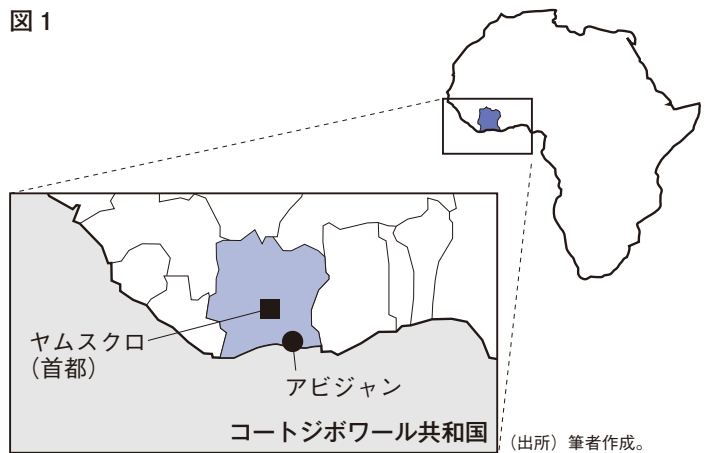 図1
ヤムスクロ
(首都)
アビジャン
コートジボワール共和国
(出所)筆者作成。